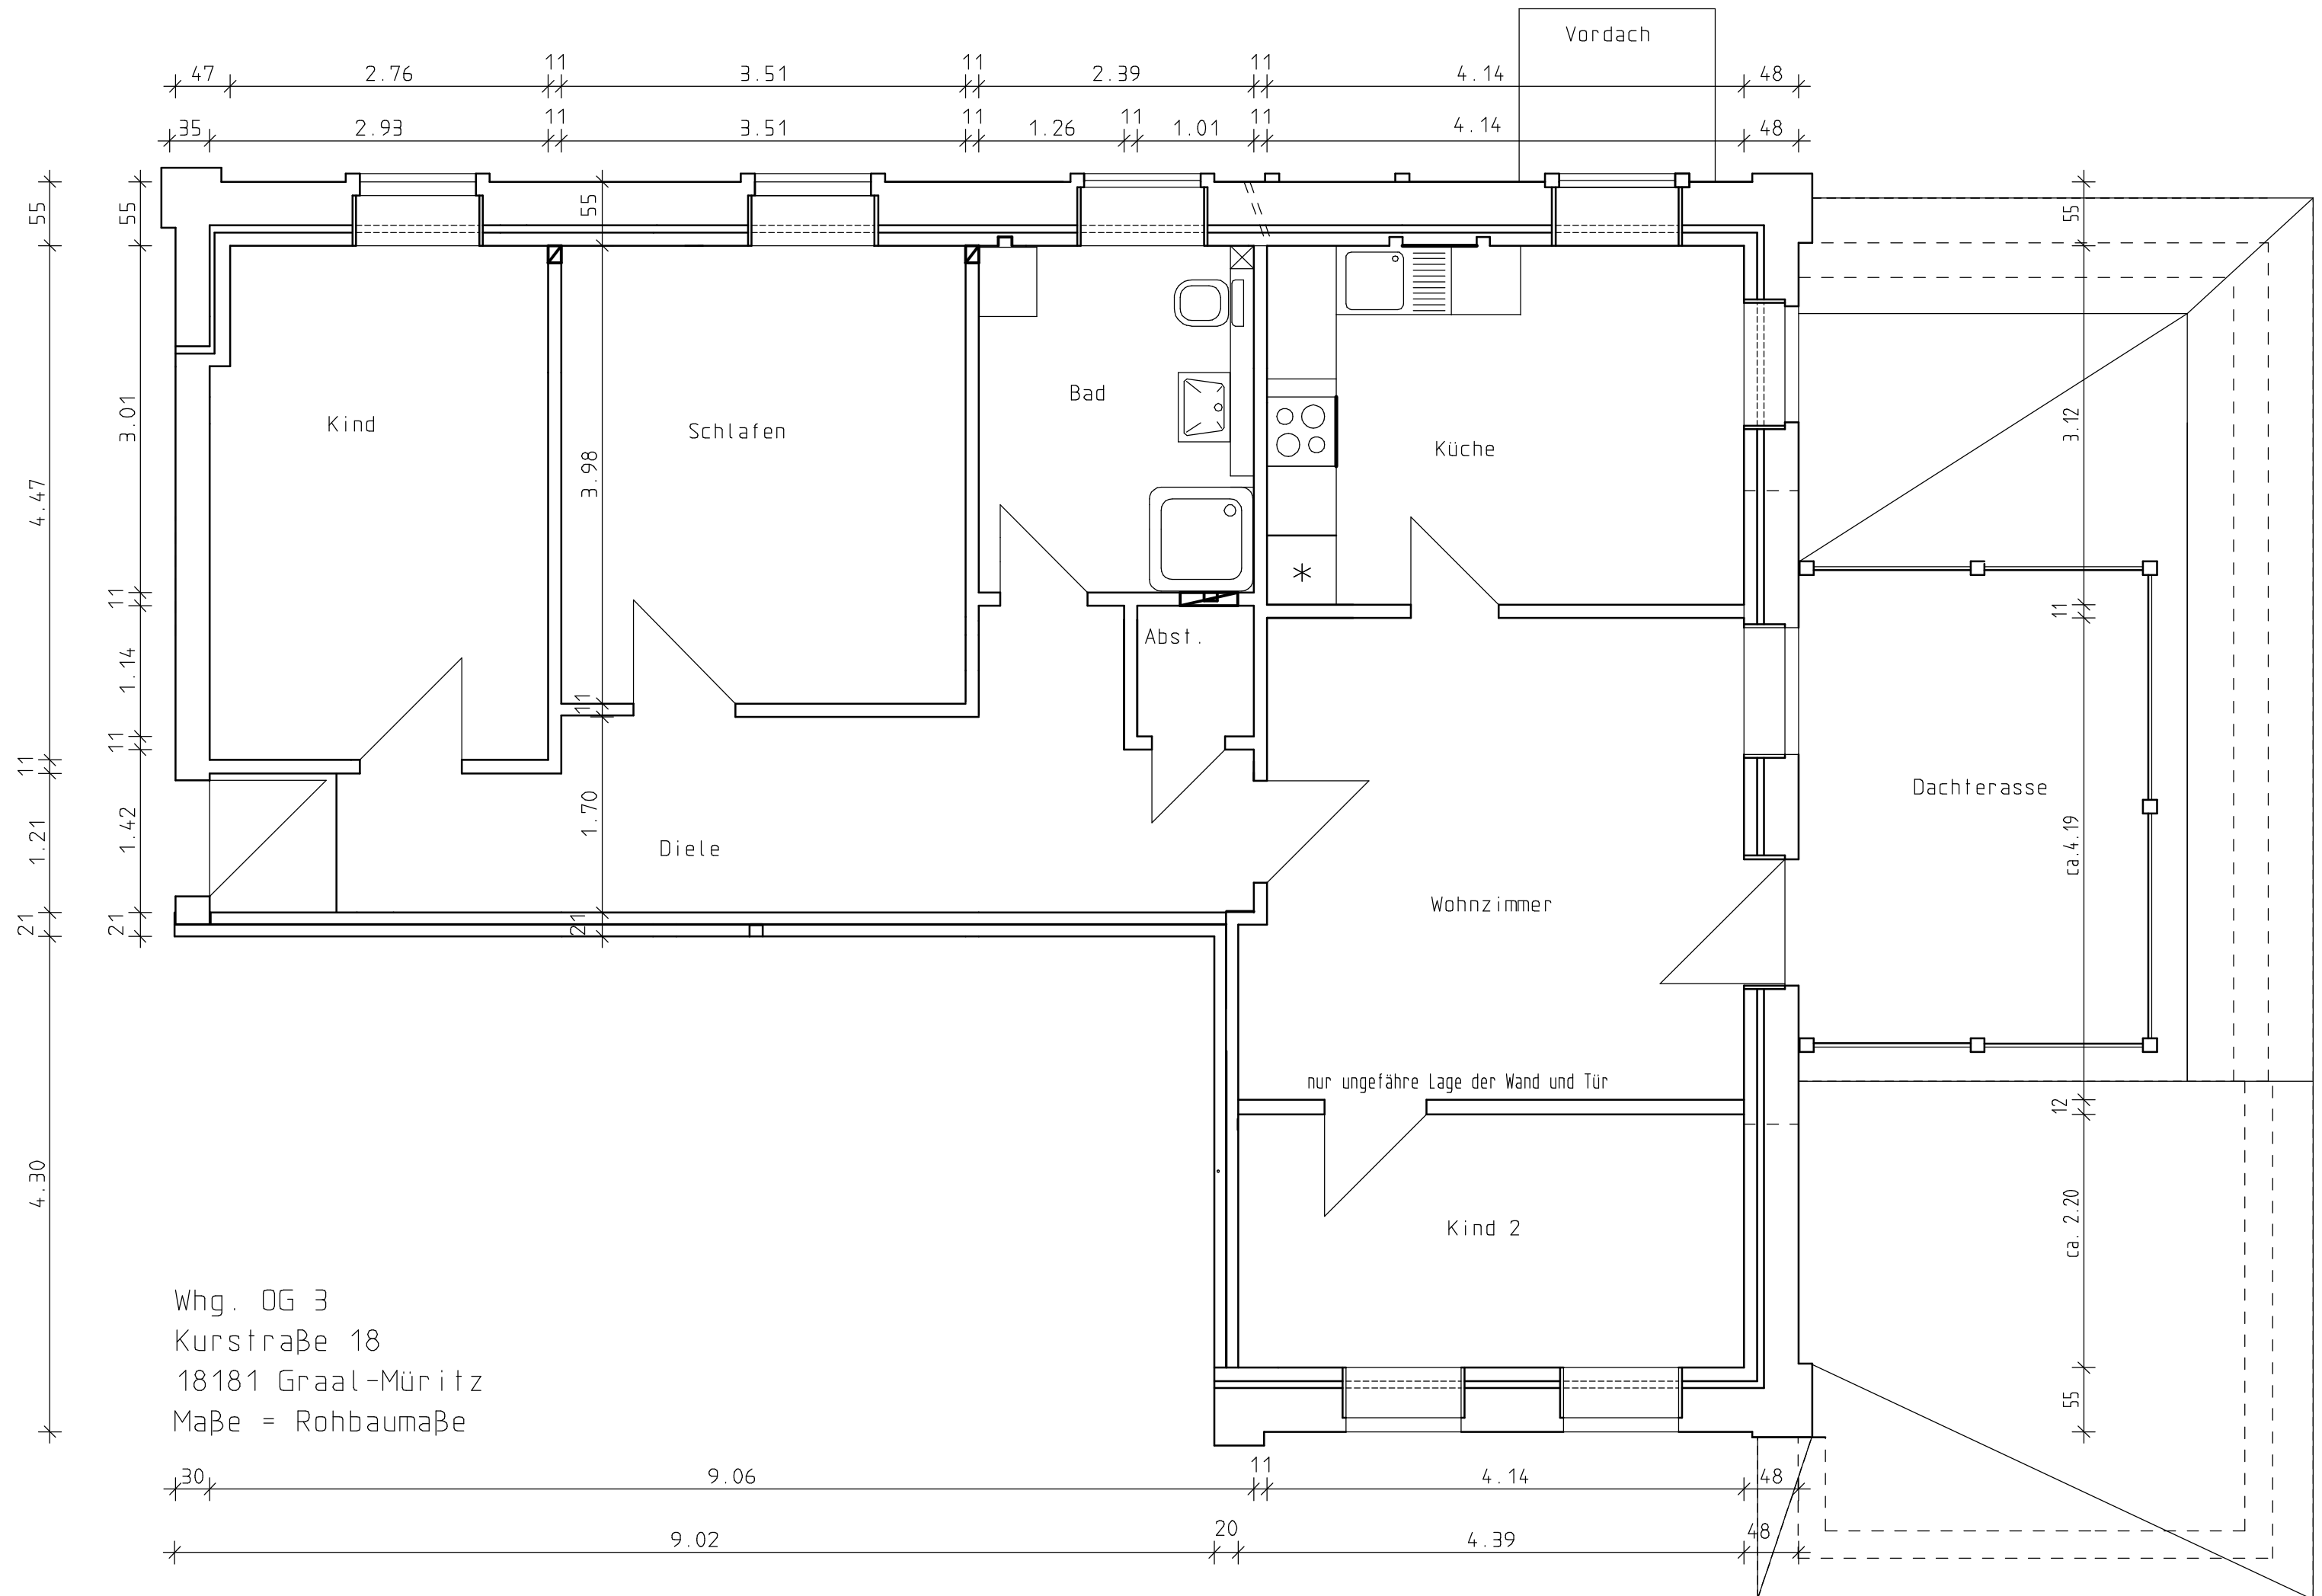 Vordach
47 2.76 11 3.51 11 2.39 11 4.14 48
35 2.93 11 3.51 11 1.26 11 1.01 11 4.14 48
55 4.47 11 1.21 21 4.30
55 3.01 11 1.14 11 1.42 21
55 3.98 11 1.70 21
55 3.12 11 ca.4.19 12 ca. 2.20 55
Kind
Schlafen
Bad
Küche
Abst.
Diele
Wohnzimmer
Dachterasse
nur ungefähre Lage der Wand und Tür
Kind 2
Whg. OG 3
Kurstraße 18
18181 Graal-Müritz
Maße = Rohbaumaße
30 9.06 11 4.14 48
9.02 20 4.39 48